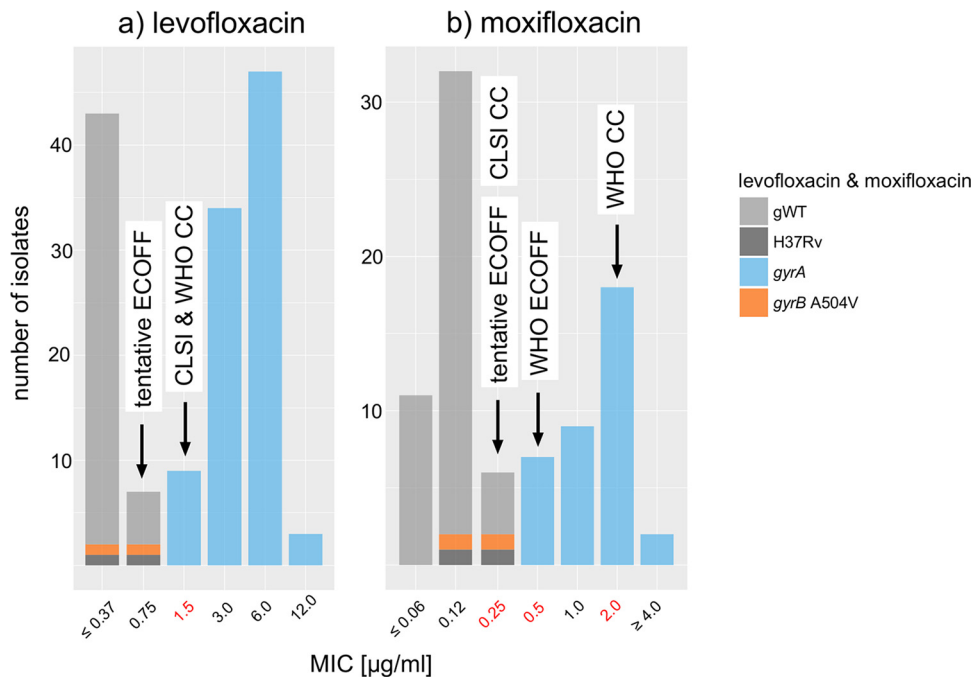 a) levofloxacin
b) moxifloxacin
number of isolates
40
30
20
10
tentative ECOFF
CLSI & WHO CC
≤ 0.37
0.75
1.5
3.0
6.0
12.0
30
20
10
CLSI CC
tentative ECOFF
WHO ECOFF
WHO CC
≤ 0.06
0.12
0.25
0.5
1.0
2.0
≥ 4.0
MIC [µg/ml]
levofloxacin & moxifloxacin
gWT
H37Rv
gyrA
gyrB A504V